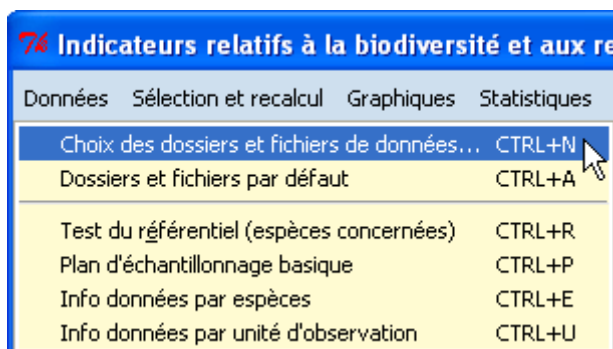 Indicateurs relatifs à la biodiversité et aux re
Données Sélection et recalcul Graphiques Statistiques
Choix des dossiers et fichiers de données... CTRL+N
Dossiers et fichiers par défaut CTRL+A
Test du référentiel (espèces concernées) CTRL+R
Plan d'échantillonnage basique CTRL+P
Info données par espèces CTRL+E
Info données par unité d'observation CTRL+U